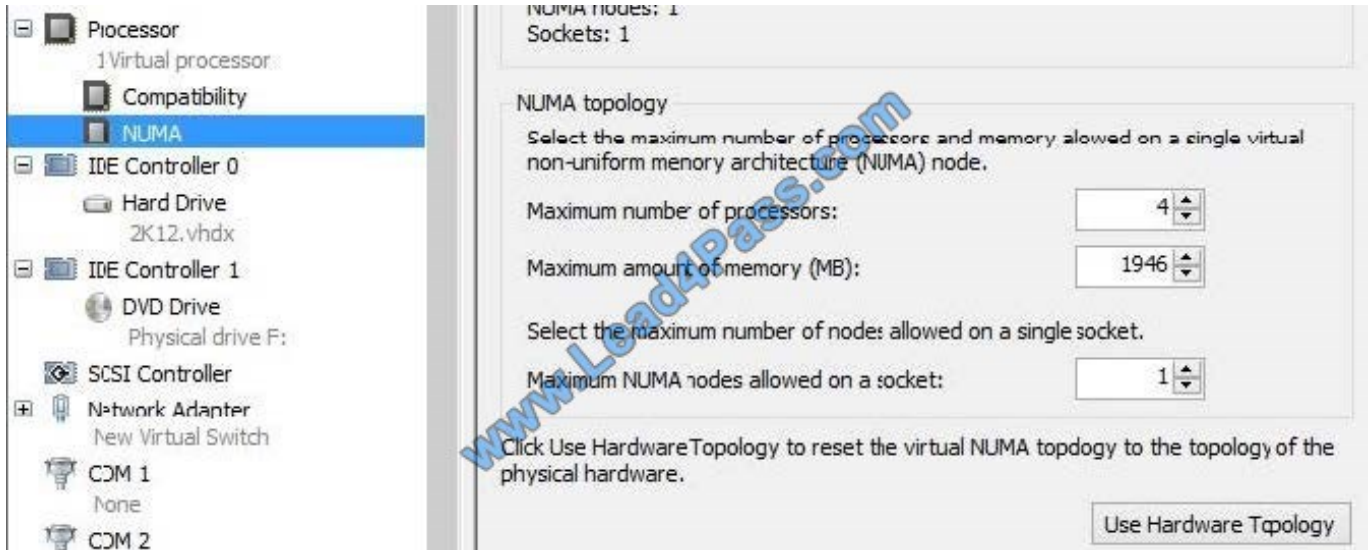 Processor
1 Virtual processor
Compatibility
NUMA
IDE Controller 0
Hard Drive
2K12.vhdx
IDE Controller 1
DVD Drive
Physical drive F:
SCSI Controller
Network Adapter
New Virtual Switch
COM 1
None
COM 2
NUMA nodes: 1
Sockets: 1
NUMA topology
Select the maximum number of processors and memory alowed on a single virtual
non-uniform menory architecture (NUMA) node.
Maximum number of processors:
4
Maximum amount of memory (MB):
1946
Select the maximum number of nodes allowed on a single socket.
Maximum NUMA nodes allowed on a socket:
1
Click Use Hardware Topology to reset the virtual NUMA topdogy to the topology of the
physical hardware.
Use Hardware Topology
www.Lead4Pass.com